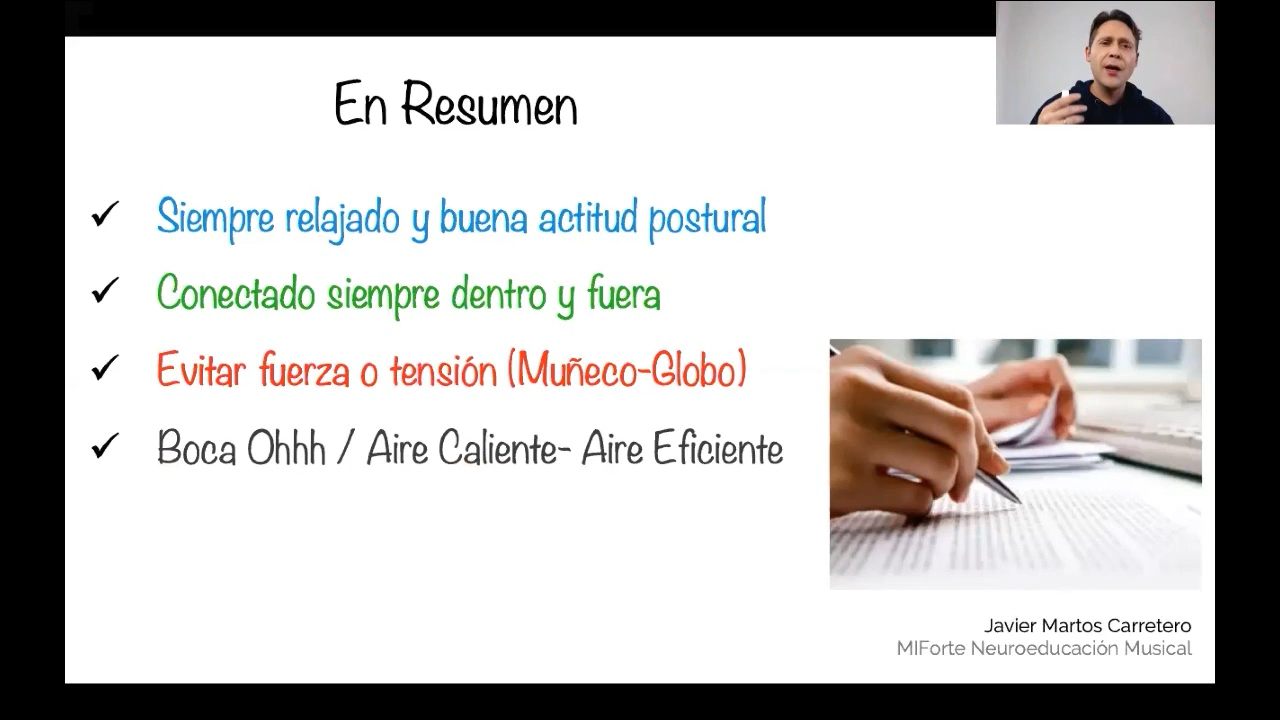 En Resumen
✓ Siempre relajado y buena actitud postural
✓ Conectado siempre dentro y fuera
✓ Evitar fuerza o tensión (Muñeco-Globo)
✓ Boca Ohhh / Aire Caliente- Aire Eficiente
Javier Martos Carretero
MIForte Neuroeducación Musical